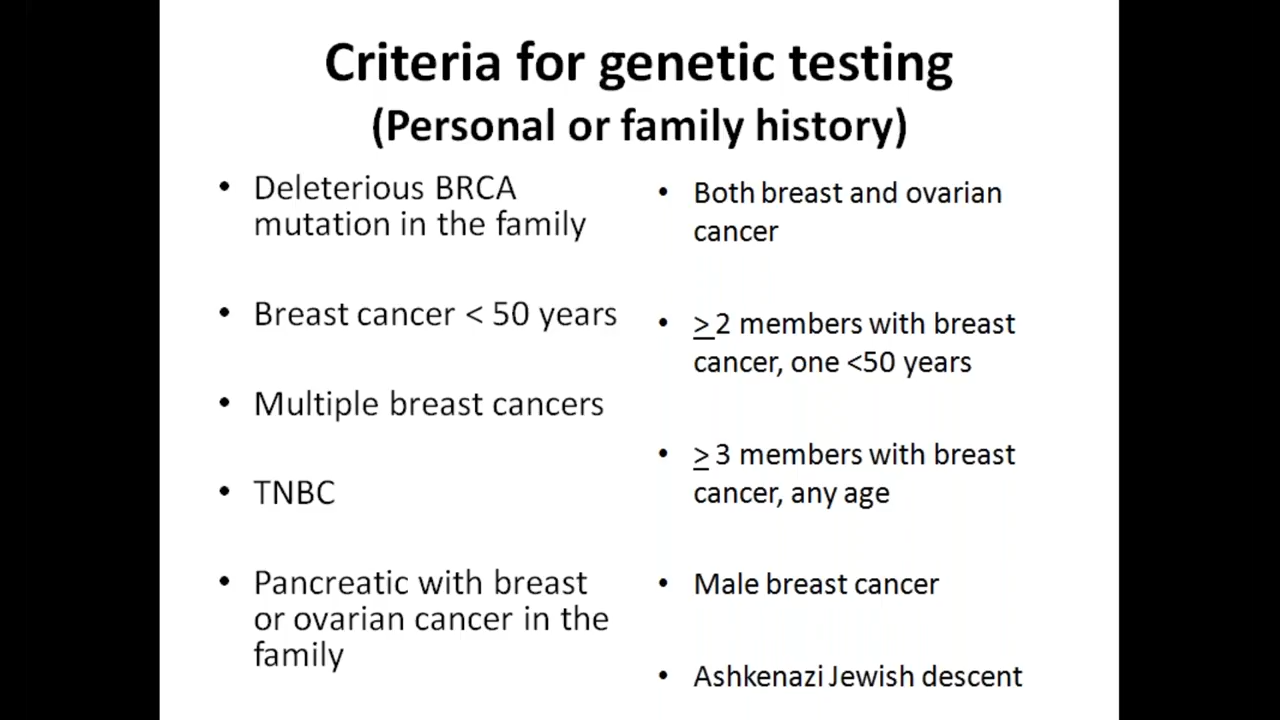 Criteria for genetic testing
(Personal or family history)
• Deleterious BRCA
mutation in the family
• Breast cancer < 50 years
• Multiple breast cancers
• TNBC
• Pancreatic with breast
or ovarian cancer in the
family
• Both breast and ovarian
cancer
• > 2 members with breast
cancer, one <50 years
• > 3 members with breast
cancer, any age
• Male breast cancer
• Ashkenazi Jewish descent